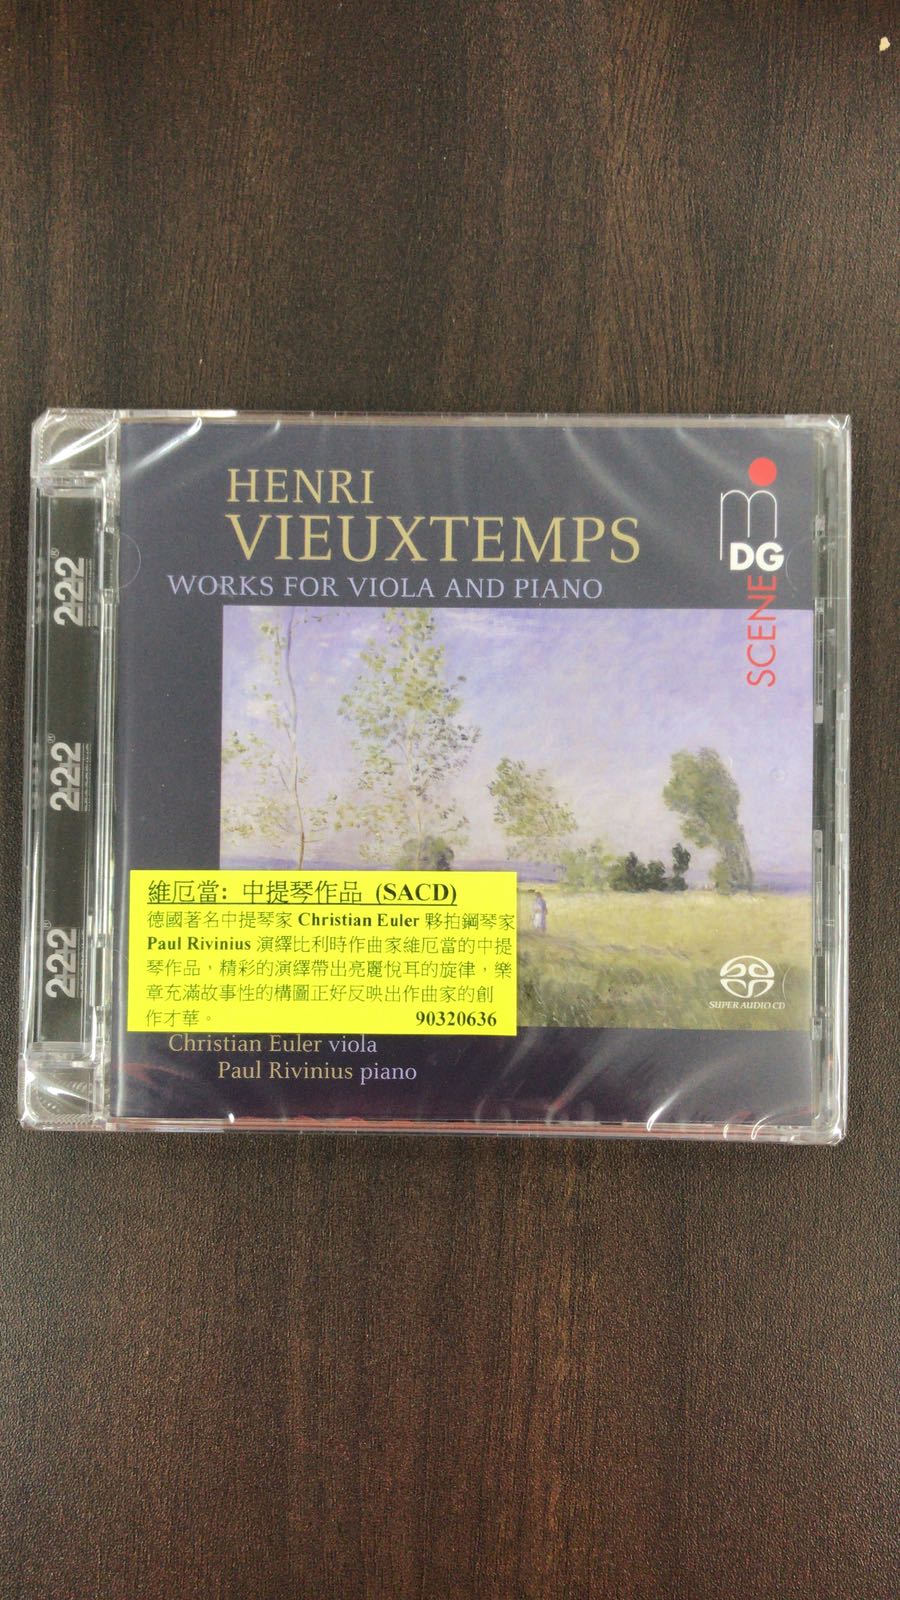 HENRI
VIEUXTEMPS
WORKS FOR VIOLA AND PIANO
m
DG
SCENE
2+2+2
2+2+2
2+2+2
維厄當: 中提琴作品 (SACD)
德國著名中提琴家 Christian Euler 夥拍鋼琴家
Paul Rivinius 演繹比利時作曲家維厄當的中提
琴作品，精彩的演繹帶出亮麗悅耳的旋律，樂
章充滿故事性的構圖正好反映出作曲家的創
作才華。 90320636
SUPER AUDIO CD
Christian Euler viola
Paul Rivinius piano